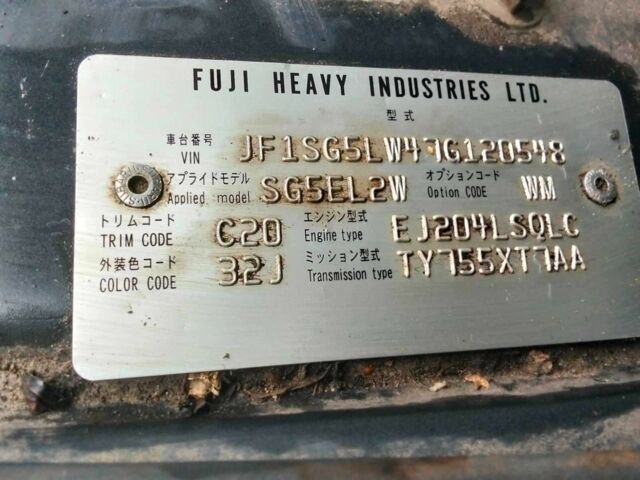 FUJI HEAVY INDUSTRIES LTD.
型式
車台番号 VIN JF1SG5LW47G120548
アプライドモデル Applied model SG5EL2W オプションコード Option CODE WM
トリムコード TRIM CODE C20 エンジン型式 Engine type EJ204LSQLC
外装色コード COLOR CODE 32J ミッション型式 Transmission type TY755XT7AA